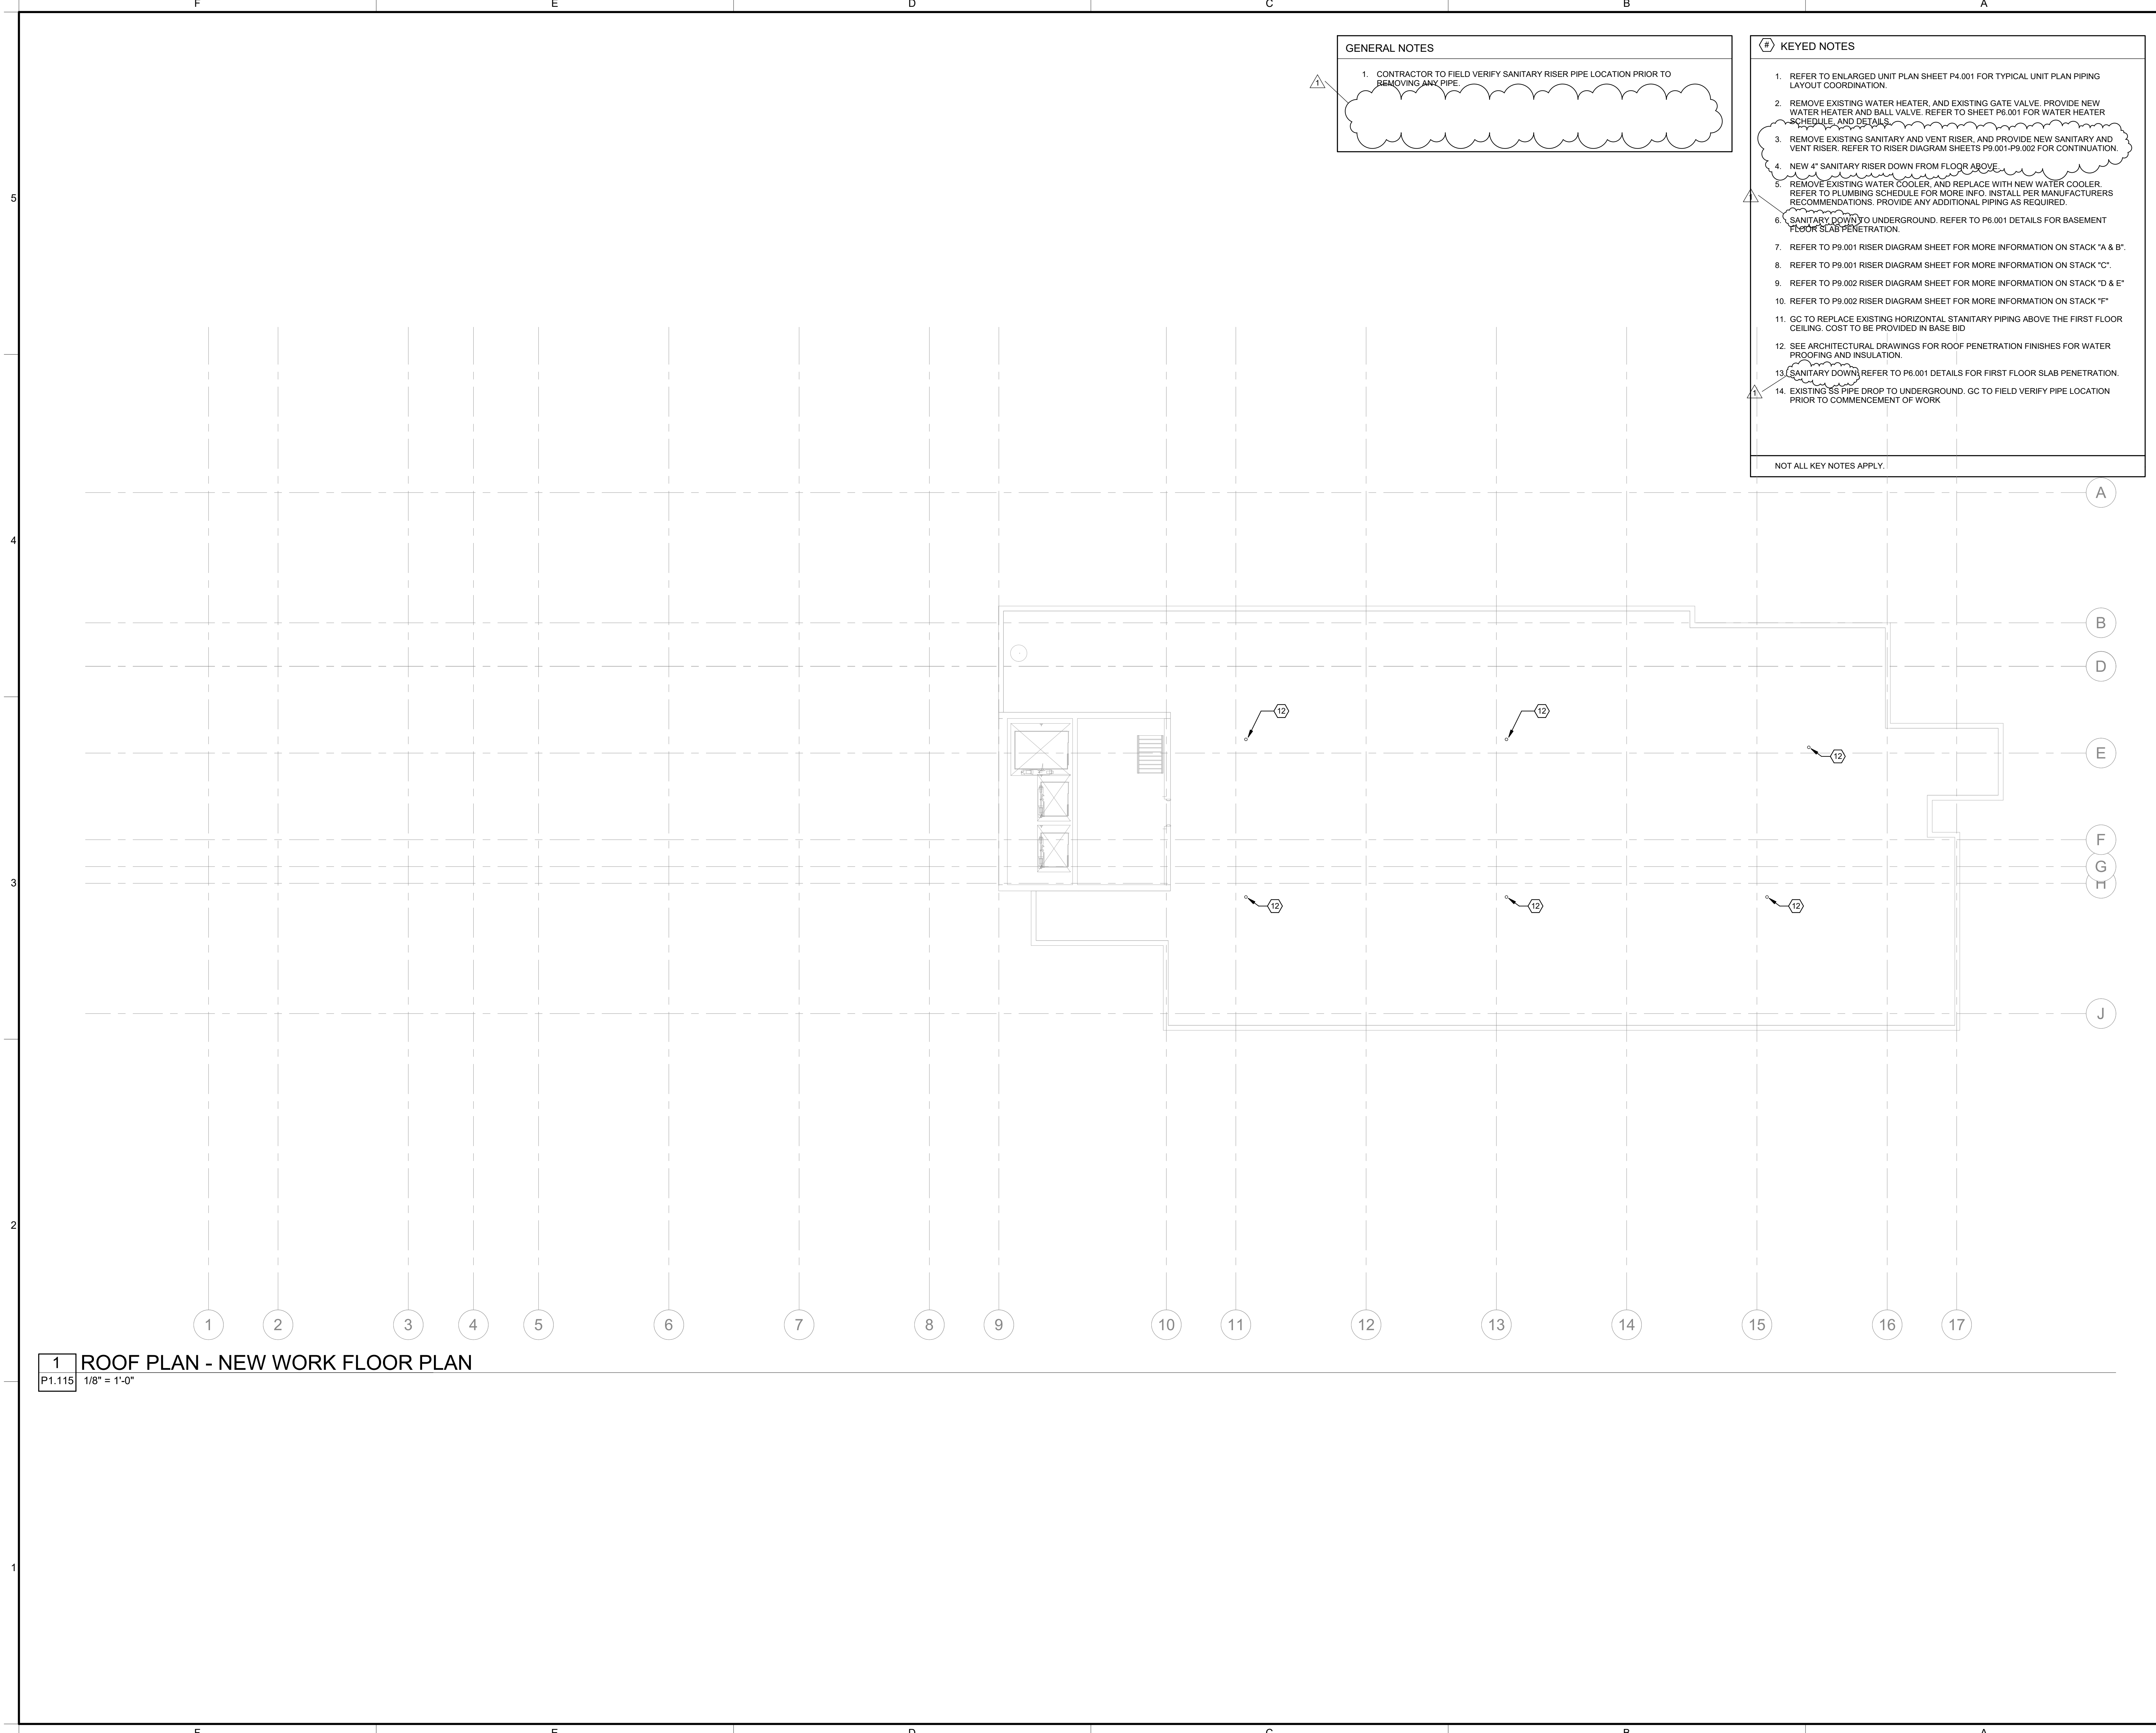 F E D C B A
GENERAL NOTES
1. CONTRACTOR TO FIELD VERIFY SANITARY RISER PIPE LOCATION PRIOR TO
REMOVING ANY PIPE.
1
# KEYED NOTES
1. REFER TO ENLARGED UNIT PLAN SHEET P4.001 FOR TYPICAL UNIT PLAN PIPING
LAYOUT COORDINATION.
2. REMOVE EXISTING WATER HEATER, AND EXISTING GATE VALVE. PROVIDE NEW
WATER HEATER AND BALL VALVE. REFER TO SHEET P6.001 FOR WATER HEATER
SCHEDULE, AND DETAILS.
3. REMOVE EXISTING SANITARY AND VENT RISER, AND PROVIDE NEW SANITARY AND
VENT RISER. REFER TO RISER DIAGRAM SHEETS P9.001-P9.002 FOR CONTINUATION.
4. NEW 4" SANITARY RISER DOWN FROM FLOOR ABOVE.
5. REMOVE EXISTING WATER COOLER, AND REPLACE WITH NEW WATER COOLER.
REFER TO PLUMBING SCHEDULE FOR MORE INFO. INSTALL PER MANUFACTURERS
RECOMMENDATIONS. PROVIDE ANY ADDITIONAL PIPING AS REQUIRED.
1
6. SANITARY DOWN TO UNDERGROUND. REFER TO P6.001 DETAILS FOR BASEMENT
FLOOR SLAB PENETRATION.
7. REFER TO P9.001 RISER DIAGRAM SHEET FOR MORE INFORMATION ON STACK "A & B".
8. REFER TO P9.001 RISER DIAGRAM SHEET FOR MORE INFORMATION ON STACK "C".
9. REFER TO P9.002 RISER DIAGRAM SHEET FOR MORE INFORMATION ON STACK "D & E"
10. REFER TO P9.002 RISER DIAGRAM SHEET FOR MORE INFORMATION ON STACK "F"
11. GC TO REPLACE EXISTING HORIZONTAL STANITARY PIPING ABOVE THE FIRST FLOOR
CEILING. COST TO BE PROVIDED IN BASE BID
12. SEE ARCHITECTURAL DRAWINGS FOR ROOF PENETRATION FINISHES FOR WATER
PROOFING AND INSULATION.
13. SANITARY DOWN. REFER TO P6.001 DETAILS FOR FIRST FLOOR SLAB PENETRATION.
1
14. EXISTING SS PIPE DROP TO UNDERGROUND. GC TO FIELD VERIFY PIPE LOCATION
PRIOR TO COMMENCEMENT OF WORK
NOT ALL KEY NOTES APPLY.
5
4
3
2
1
A
B
D
E
F
G
H
J
12 12
12
12 12 12
1 2 3 4 5 6 7 8 9 10 11 12 13 14 15 16 17
1 ROOF PLAN - NEW WORK FLOOR PLAN
P1.115 1/8" = 1'-0"
F E D C B A